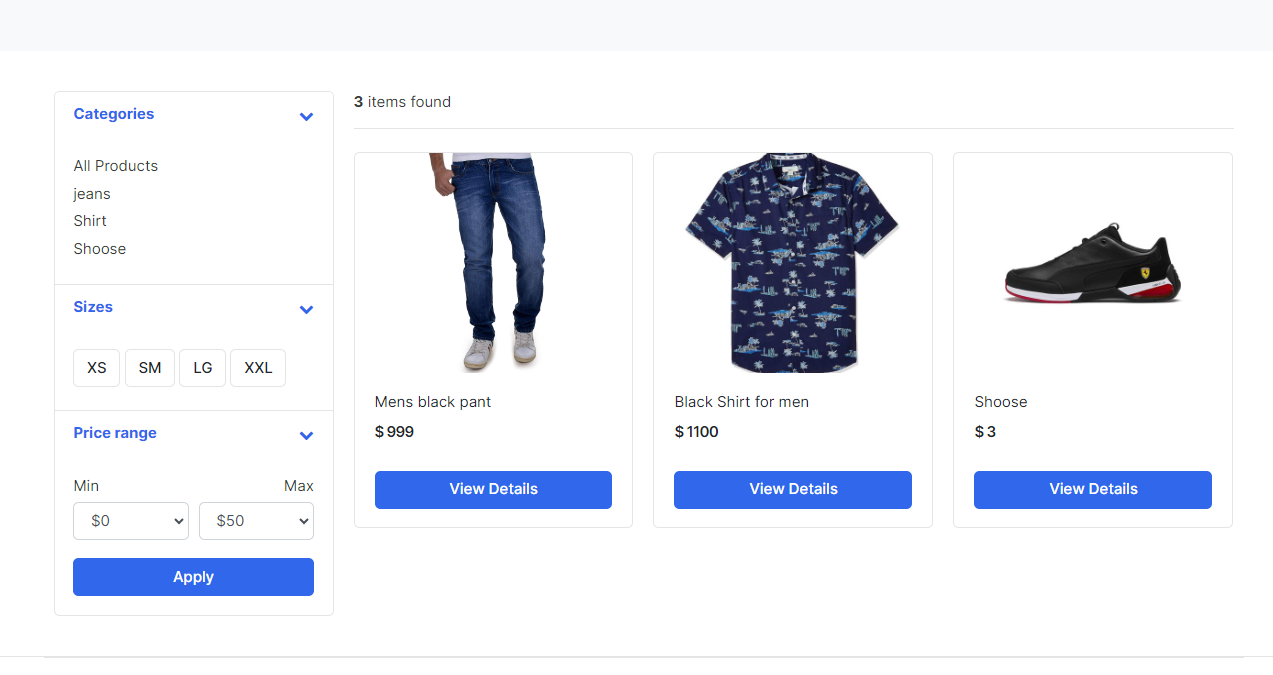 Categories
All Products
jeans
Shirt
Shoose
Sizes
XS SM LG XXL
Price range
Min Max
$0 $50
Apply
3 items found
Mens black pant
$ 999
View Details
Black Shirt for men
$ 1100
View Details
Shoose
$ 3
View Details